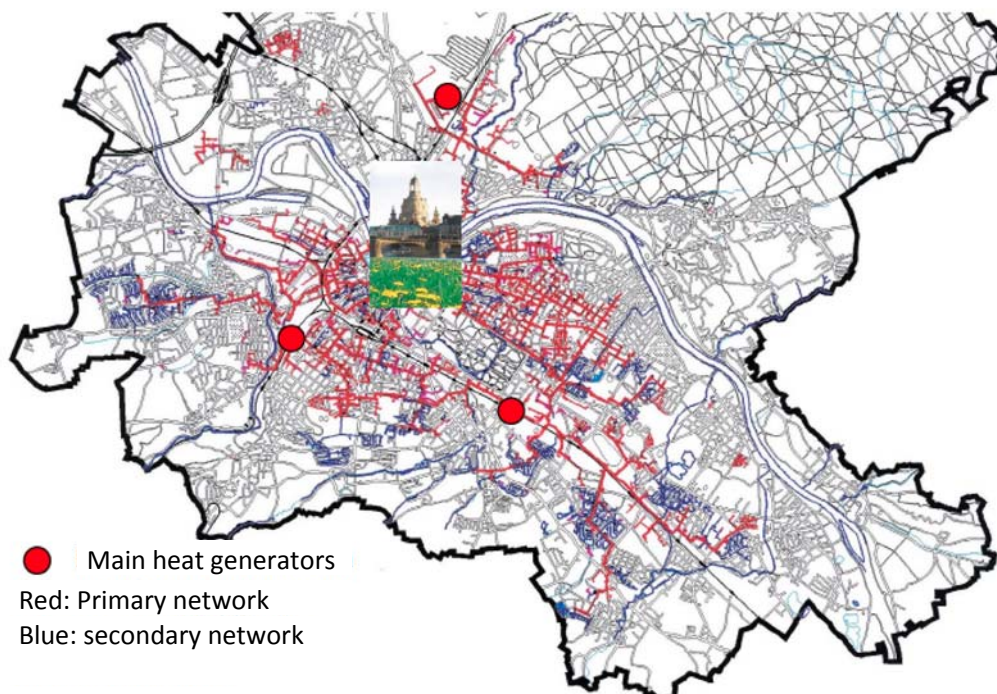 Main heat generators
Red: Primary network
Blue: secondary network